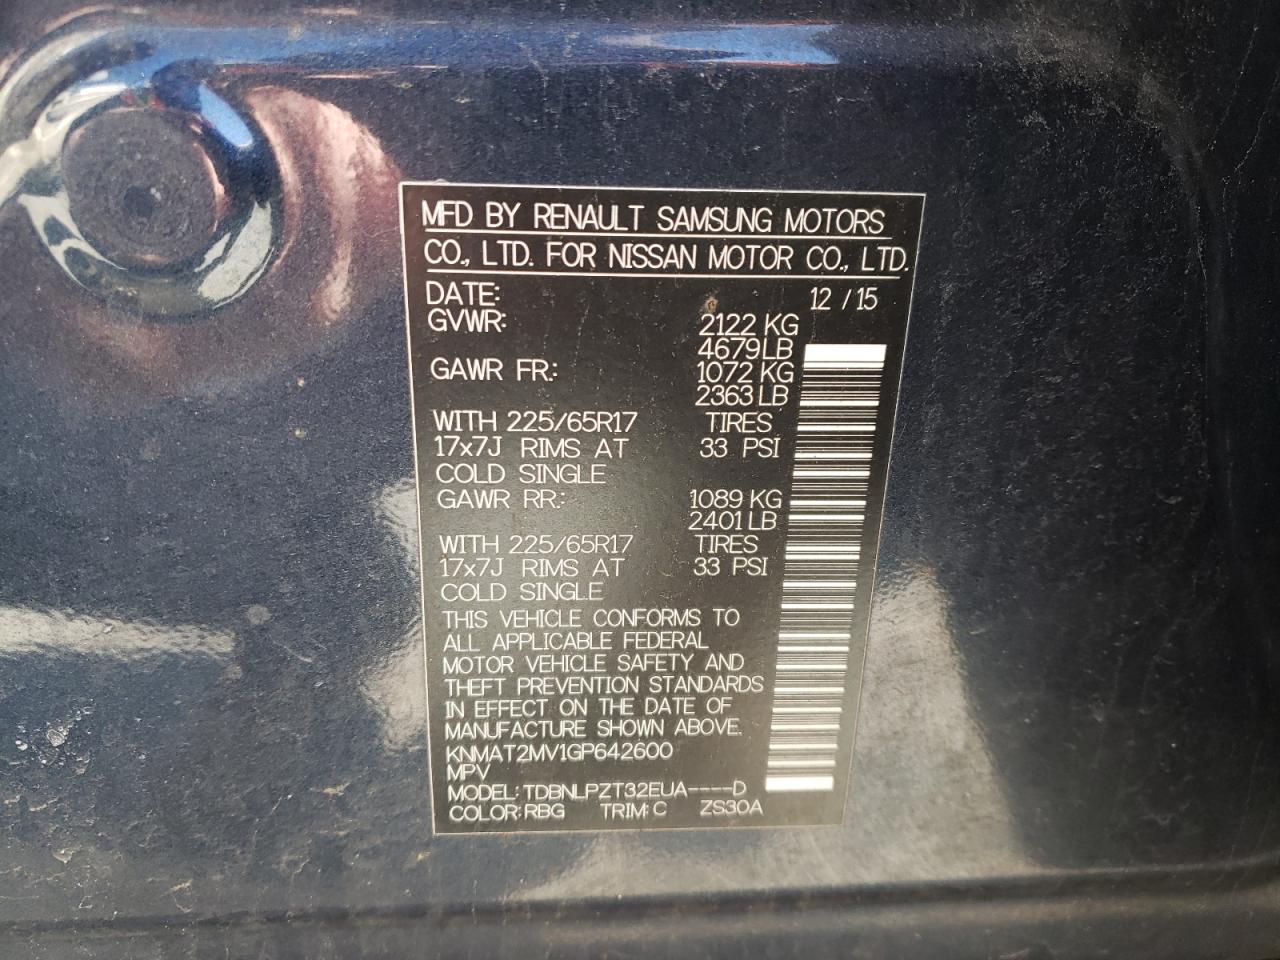 MFD BY RENAULT SAMSUNG MOTORS
CO., LTD. FOR NISSAN MOTOR CO., LTD.
DATE: 12 / 15
GVWR: 2122 KG
4679 LB
GAWR FR.: 1072 KG
2363 LB
WITH 225/65R17 TIRES
17x7J RIMS AT 33 PSI
COLD SINGLE
GAWR RR.: 1089 KG
2401 LB
WITH 225/65R17 TIRES
17x7J RIMS AT 33 PSI
COLD SINGLE
THIS VEHICLE CONFORMS TO
ALL APPLICABLE FEDERAL
MOTOR VEHICLE SAFETY AND
THEFT PREVENTION STANDARDS
IN EFFECT ON THE DATE OF
MANUFACTURE SHOWN ABOVE.
KNMAT2MV1GP642600
MPV
MODEL: TDBNLPZT32EUA----D
COLOR: RBG TRIM: C ZS30A